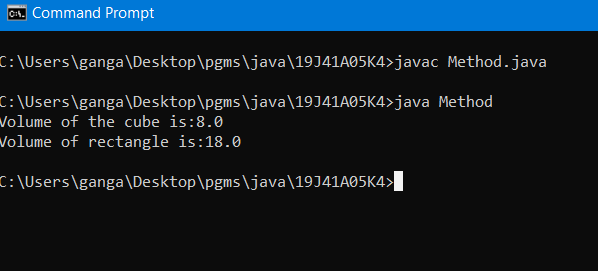 Command Prompt
C:\Users\ganga\Desktop\pgms\java\19J41A05K4>javac Method.java
C:\Users\ganga\Desktop\pgms\java\19J41A05K4>java Method
Volume of the cube is:8.0
Volume of rectangle is:18.0
C:\Users\ganga\Desktop\pgms\java\19J41A05K4>